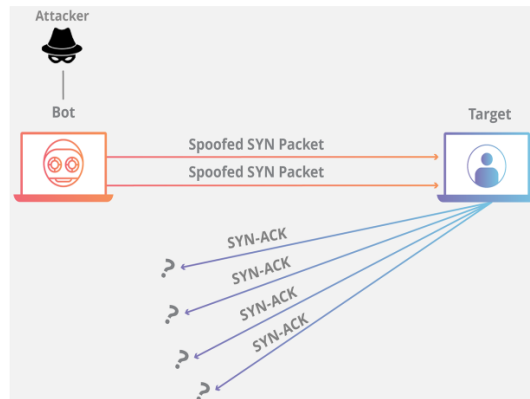 Attacker
Bot
Target
Spoofed SYN Packet
Spoofed SYN Packet
SYN-ACK
?
SYN-ACK
?
SYN-ACK
?
SYN-ACK
?